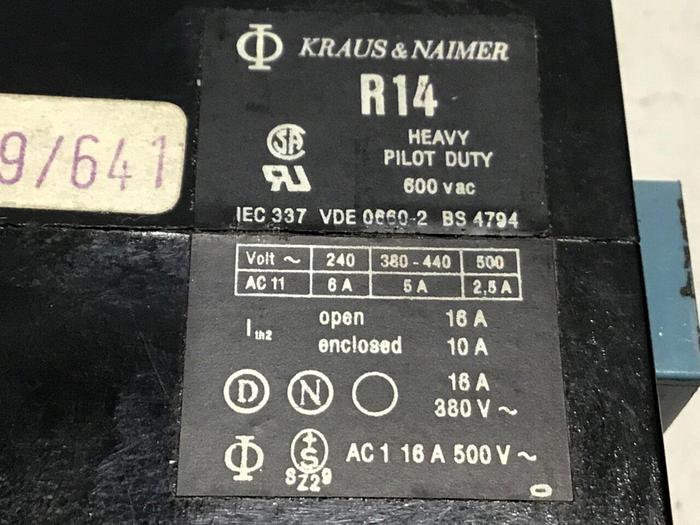 KRAUS & NAIMER
R14
HEAVY
PILOT DUTY
600 vac
IEC 337 VDE 0660-2 BS 4794
9/641
Volt ~ 240 380-440 500
AC 11 6 A 5 A 2,5 A
Ith2 open 16 A
enclosed 10 A
D N 16 A
380 V ~
+S
SZ29
AC 1 16 A 500 V ~